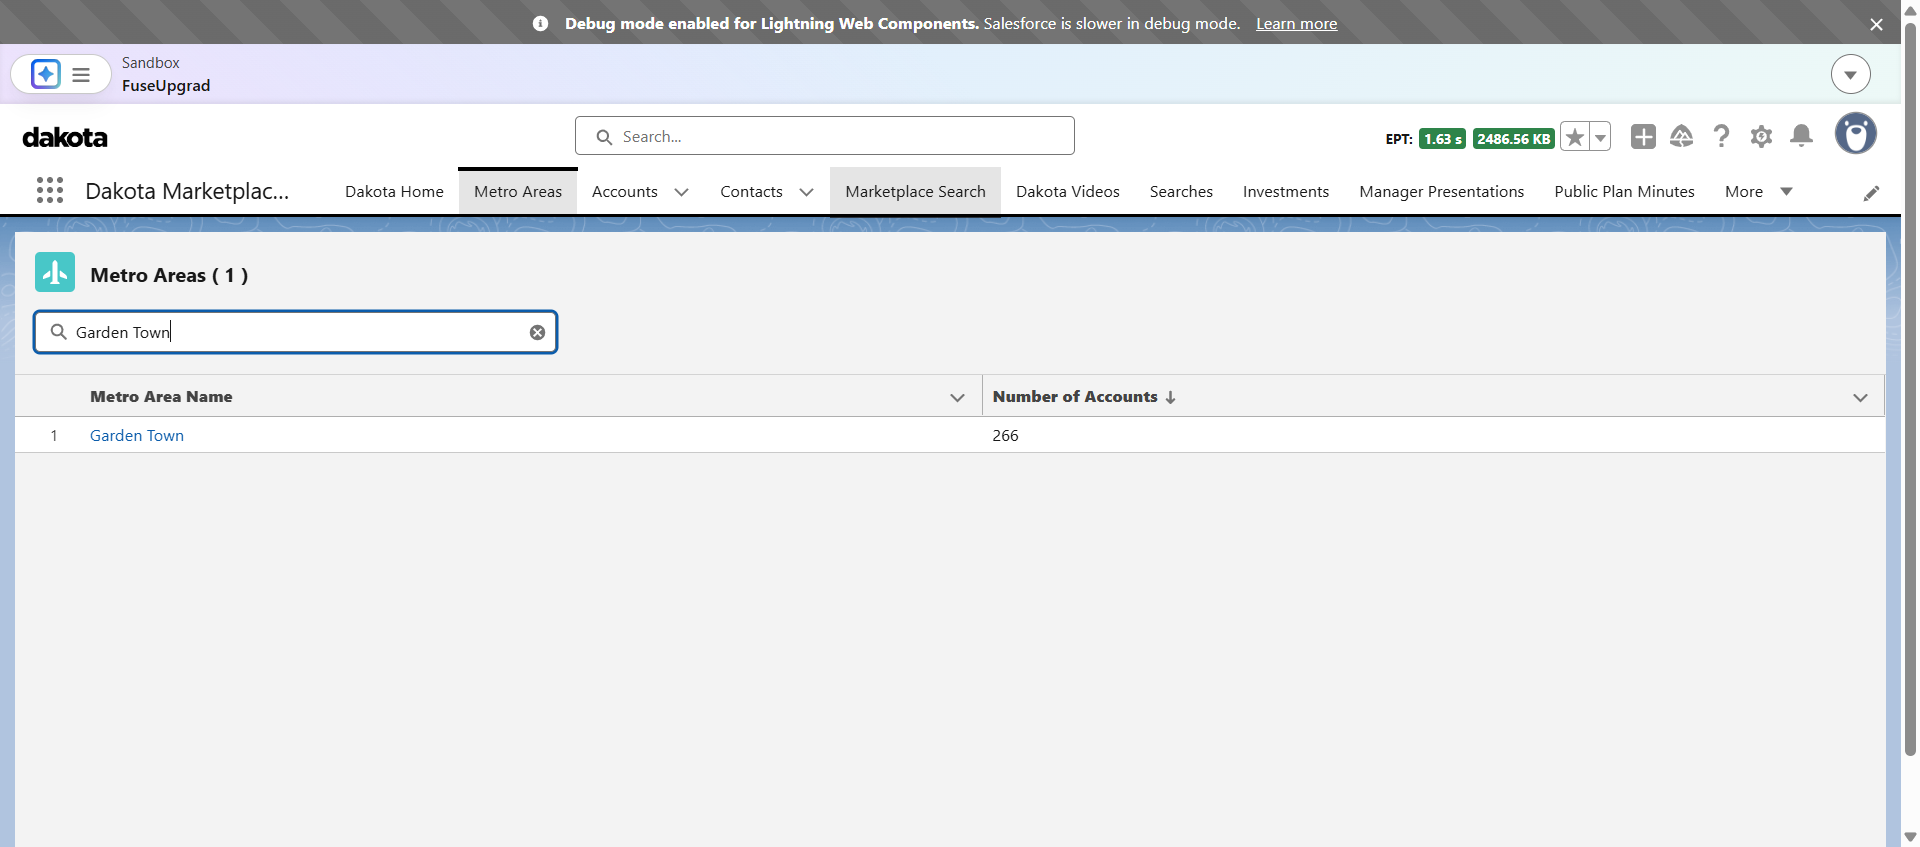 Debug mode enabled for Lightning Web Components. Salesforce is slower in debug mode. Learn more
Sandbox
FuseUpgrad
dakota
Search...
EPT: 1.63 s 2486.56 KB
Dakota Marketplac...
Dakota Home Metro Areas Accounts Contacts Marketplace Search Dakota Videos Searches Investments Manager Presentations Public Plan Minutes More
Metro Areas ( 1 )
Garden Town
Metro Area Name Number of Accounts
1 Garden Town 266